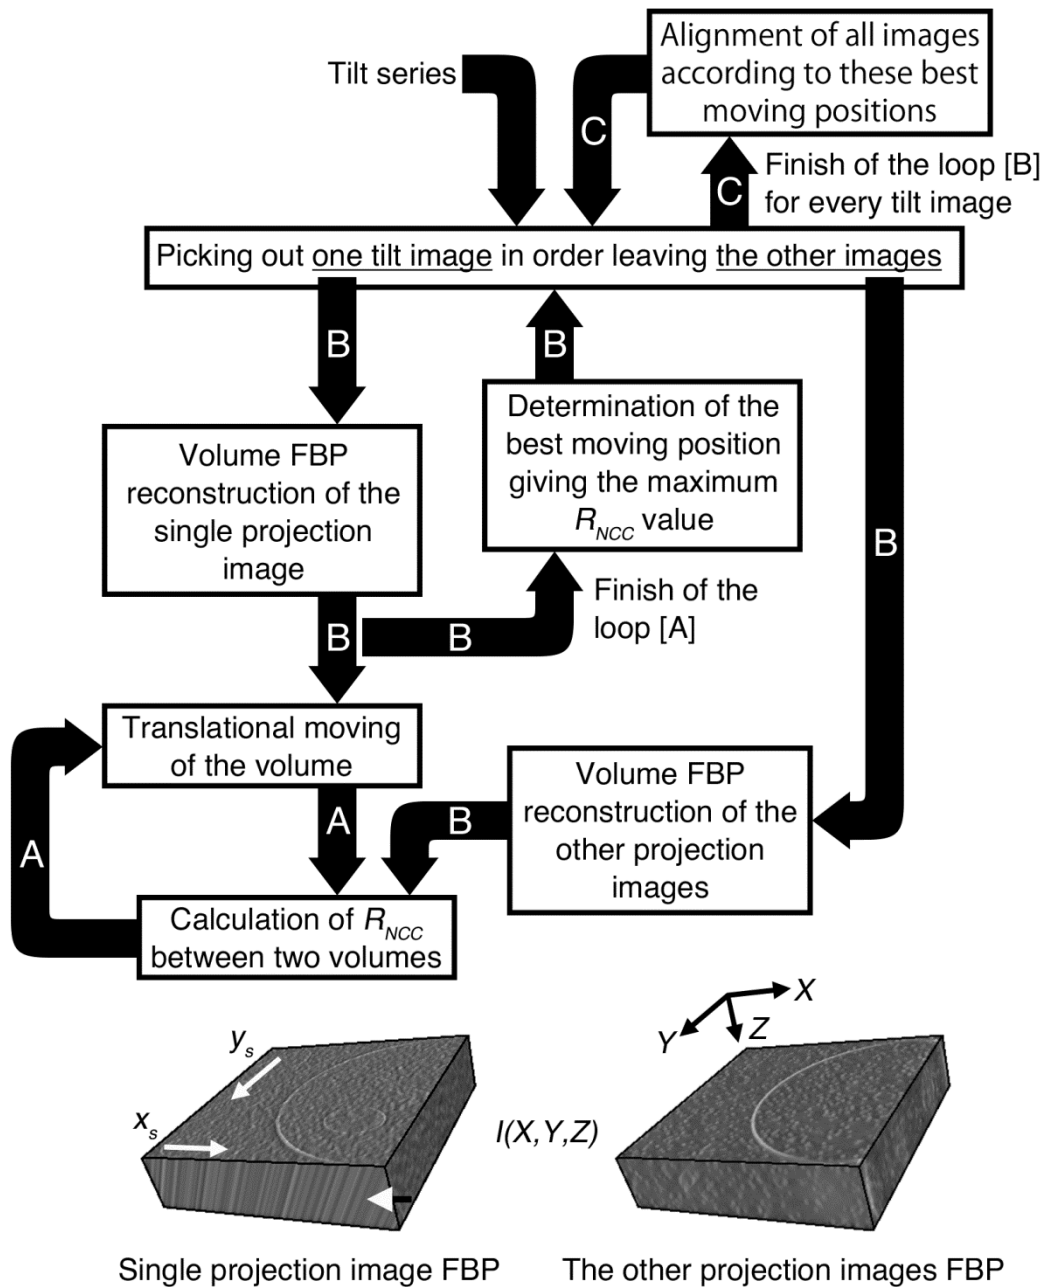 Tilt series
Alignment of all images
according to these best
moving positions
C
C
Finish of the loop [B]
for every tilt image
Picking out one tilt image in order leaving the other images
B
B
B
Volume FBP
reconstruction of the
single projection
image
Determination of the
best moving position
giving the maximum
R_NCC value
B
B
Finish of the
loop [A]
Translational moving
of the volume
A
A
B
Volume FBP
reconstruction of the
other projection
images
Calculation of R_NCC
between two volumes
X
Y
Z
y_s
x_s
I(X,Y,Z)
Single projection image FBP
The other projection images FBP